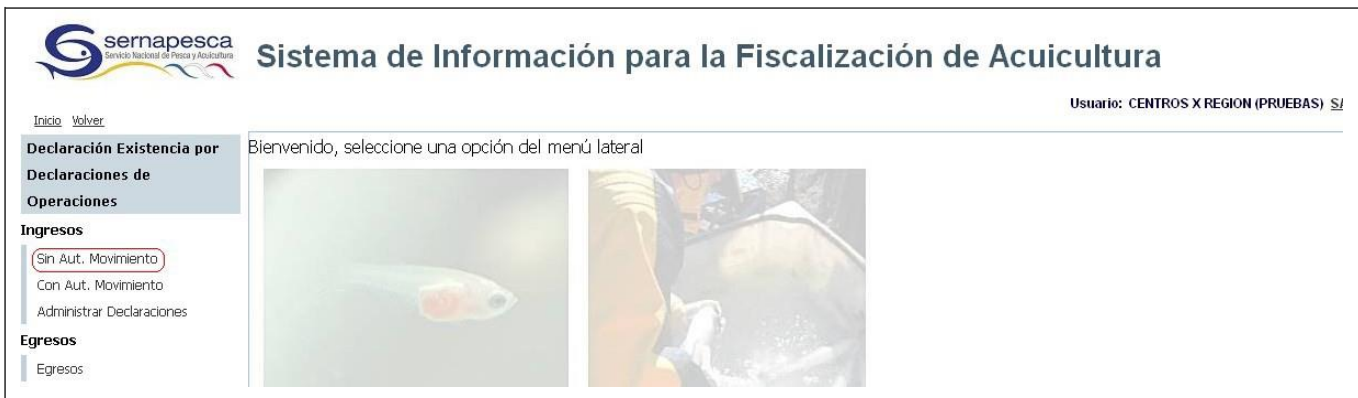 sernapesca
Servicio Nacional de Pesca y Acuicultura
Sistema de Información para la Fiscalización de Acuicultura
Usuario: CENTROS X REGION (PRUEBAS)
Inicio Volver
Declaración Existencia por
Declaraciones de
Operaciones
Bienvenido, seleccione una opción del menú lateral
Ingresos
Sin Aut. Movimiento
Con Aut. Movimiento
Administrar Declaraciones
Egresos
Egresos